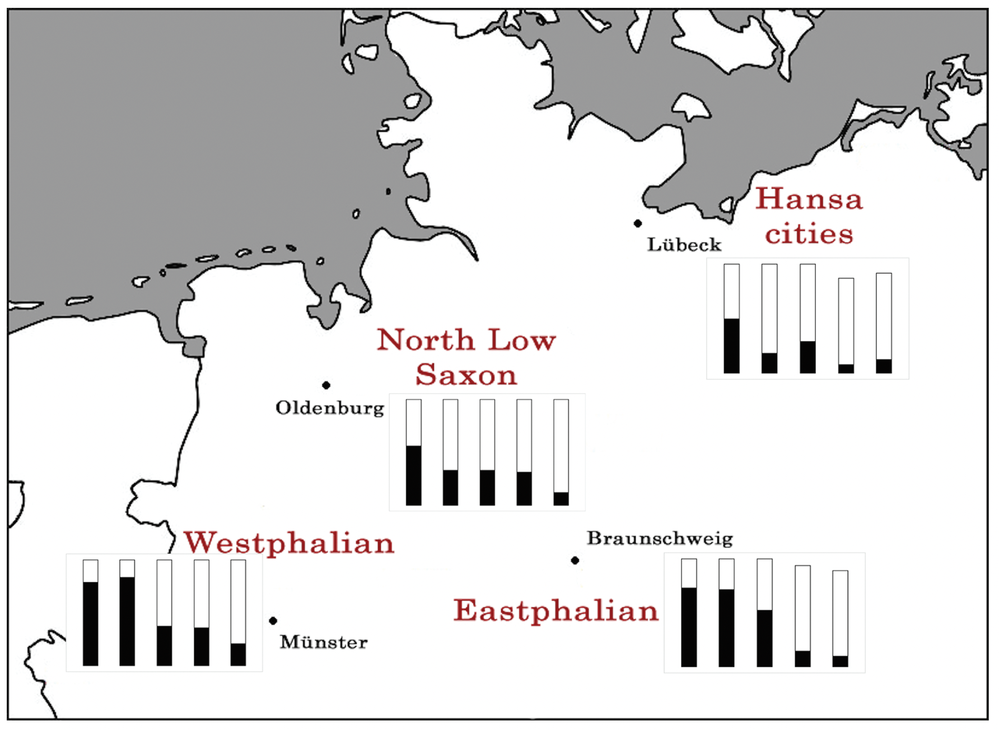 Hansa
cities
Lübeck
North Low
Saxon
Oldenburg
Westphalian
Braunschweig
Eastphalian
Münster